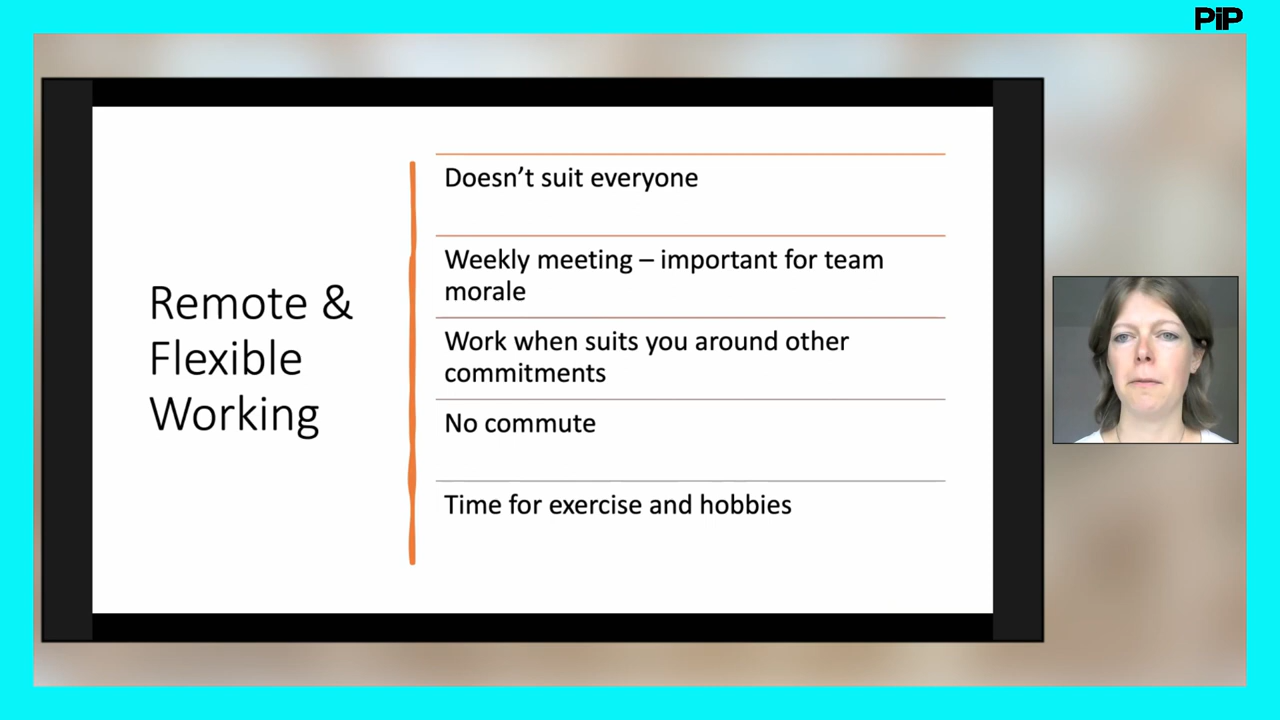 PiP
Remote &
Flexible
Working
Doesn’t suit everyone
Weekly meeting – important for team
morale
Work when suits you around other
commitments
No commute
Time for exercise and hobbies